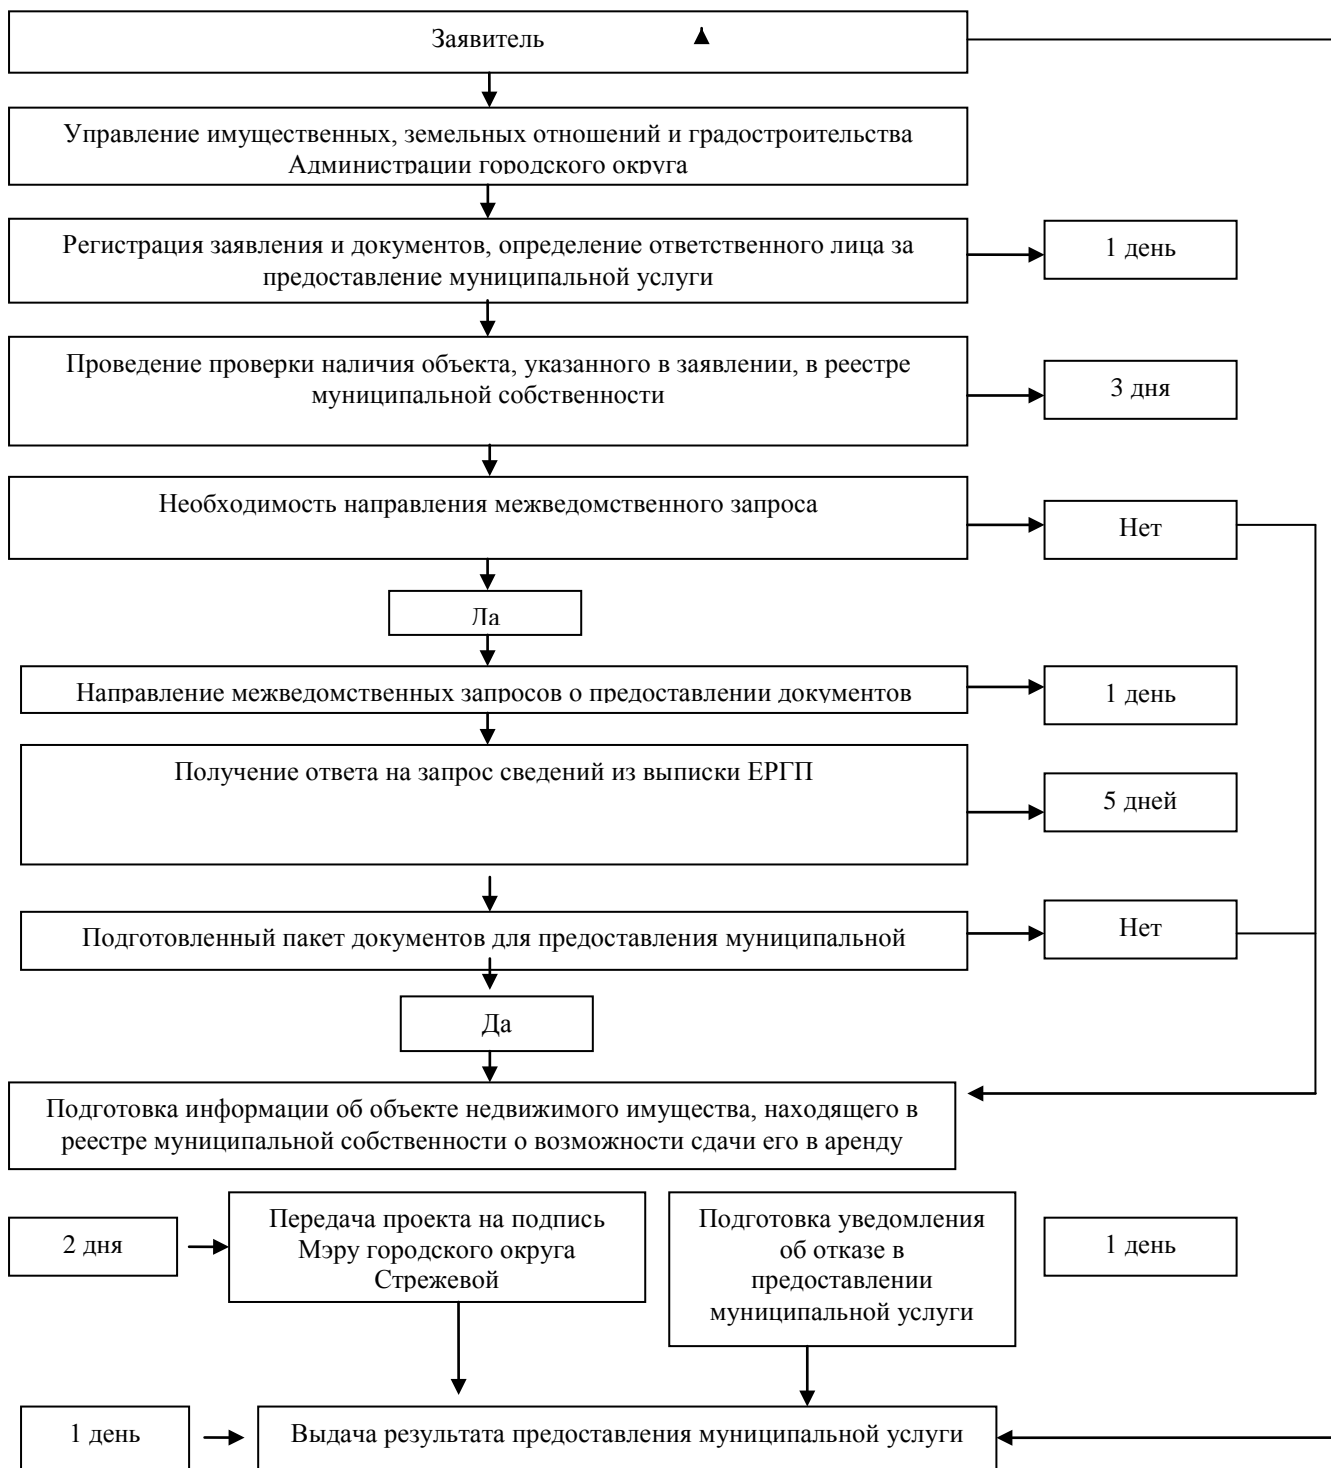 Заявитель
Управление имущественных, земельных отношений и градостроительства
Администрации городского округа
Регистрация заявления и документов, определение ответственного лица за
предоставление муниципальной услуги
1 день
Проведение проверки наличия объекта, указанного в заявлении, в реестре
муниципальной собственности
3 дня
Необходимость направления межведомственного запроса
Нет
Да
Направление межведомственных запросов о предоставлении документов
1 день
Получение ответа на запрос сведений из выписки ЕРГП
5 дней
Подготовленный пакет документов для предоставления муниципальной
Нет
Да
Подготовка информации об объекте недвижимого имущества, находящего в
реестре муниципальной собственности о возможности сдачи его в аренду
2 дня
Передача проекта на подпись
Мэру городского округа
Стрежевой
Подготовка уведомления
об отказе в
предоставлении
муниципальной услуги
1 день
1 день
Выдача результата предоставления муниципальной услуги